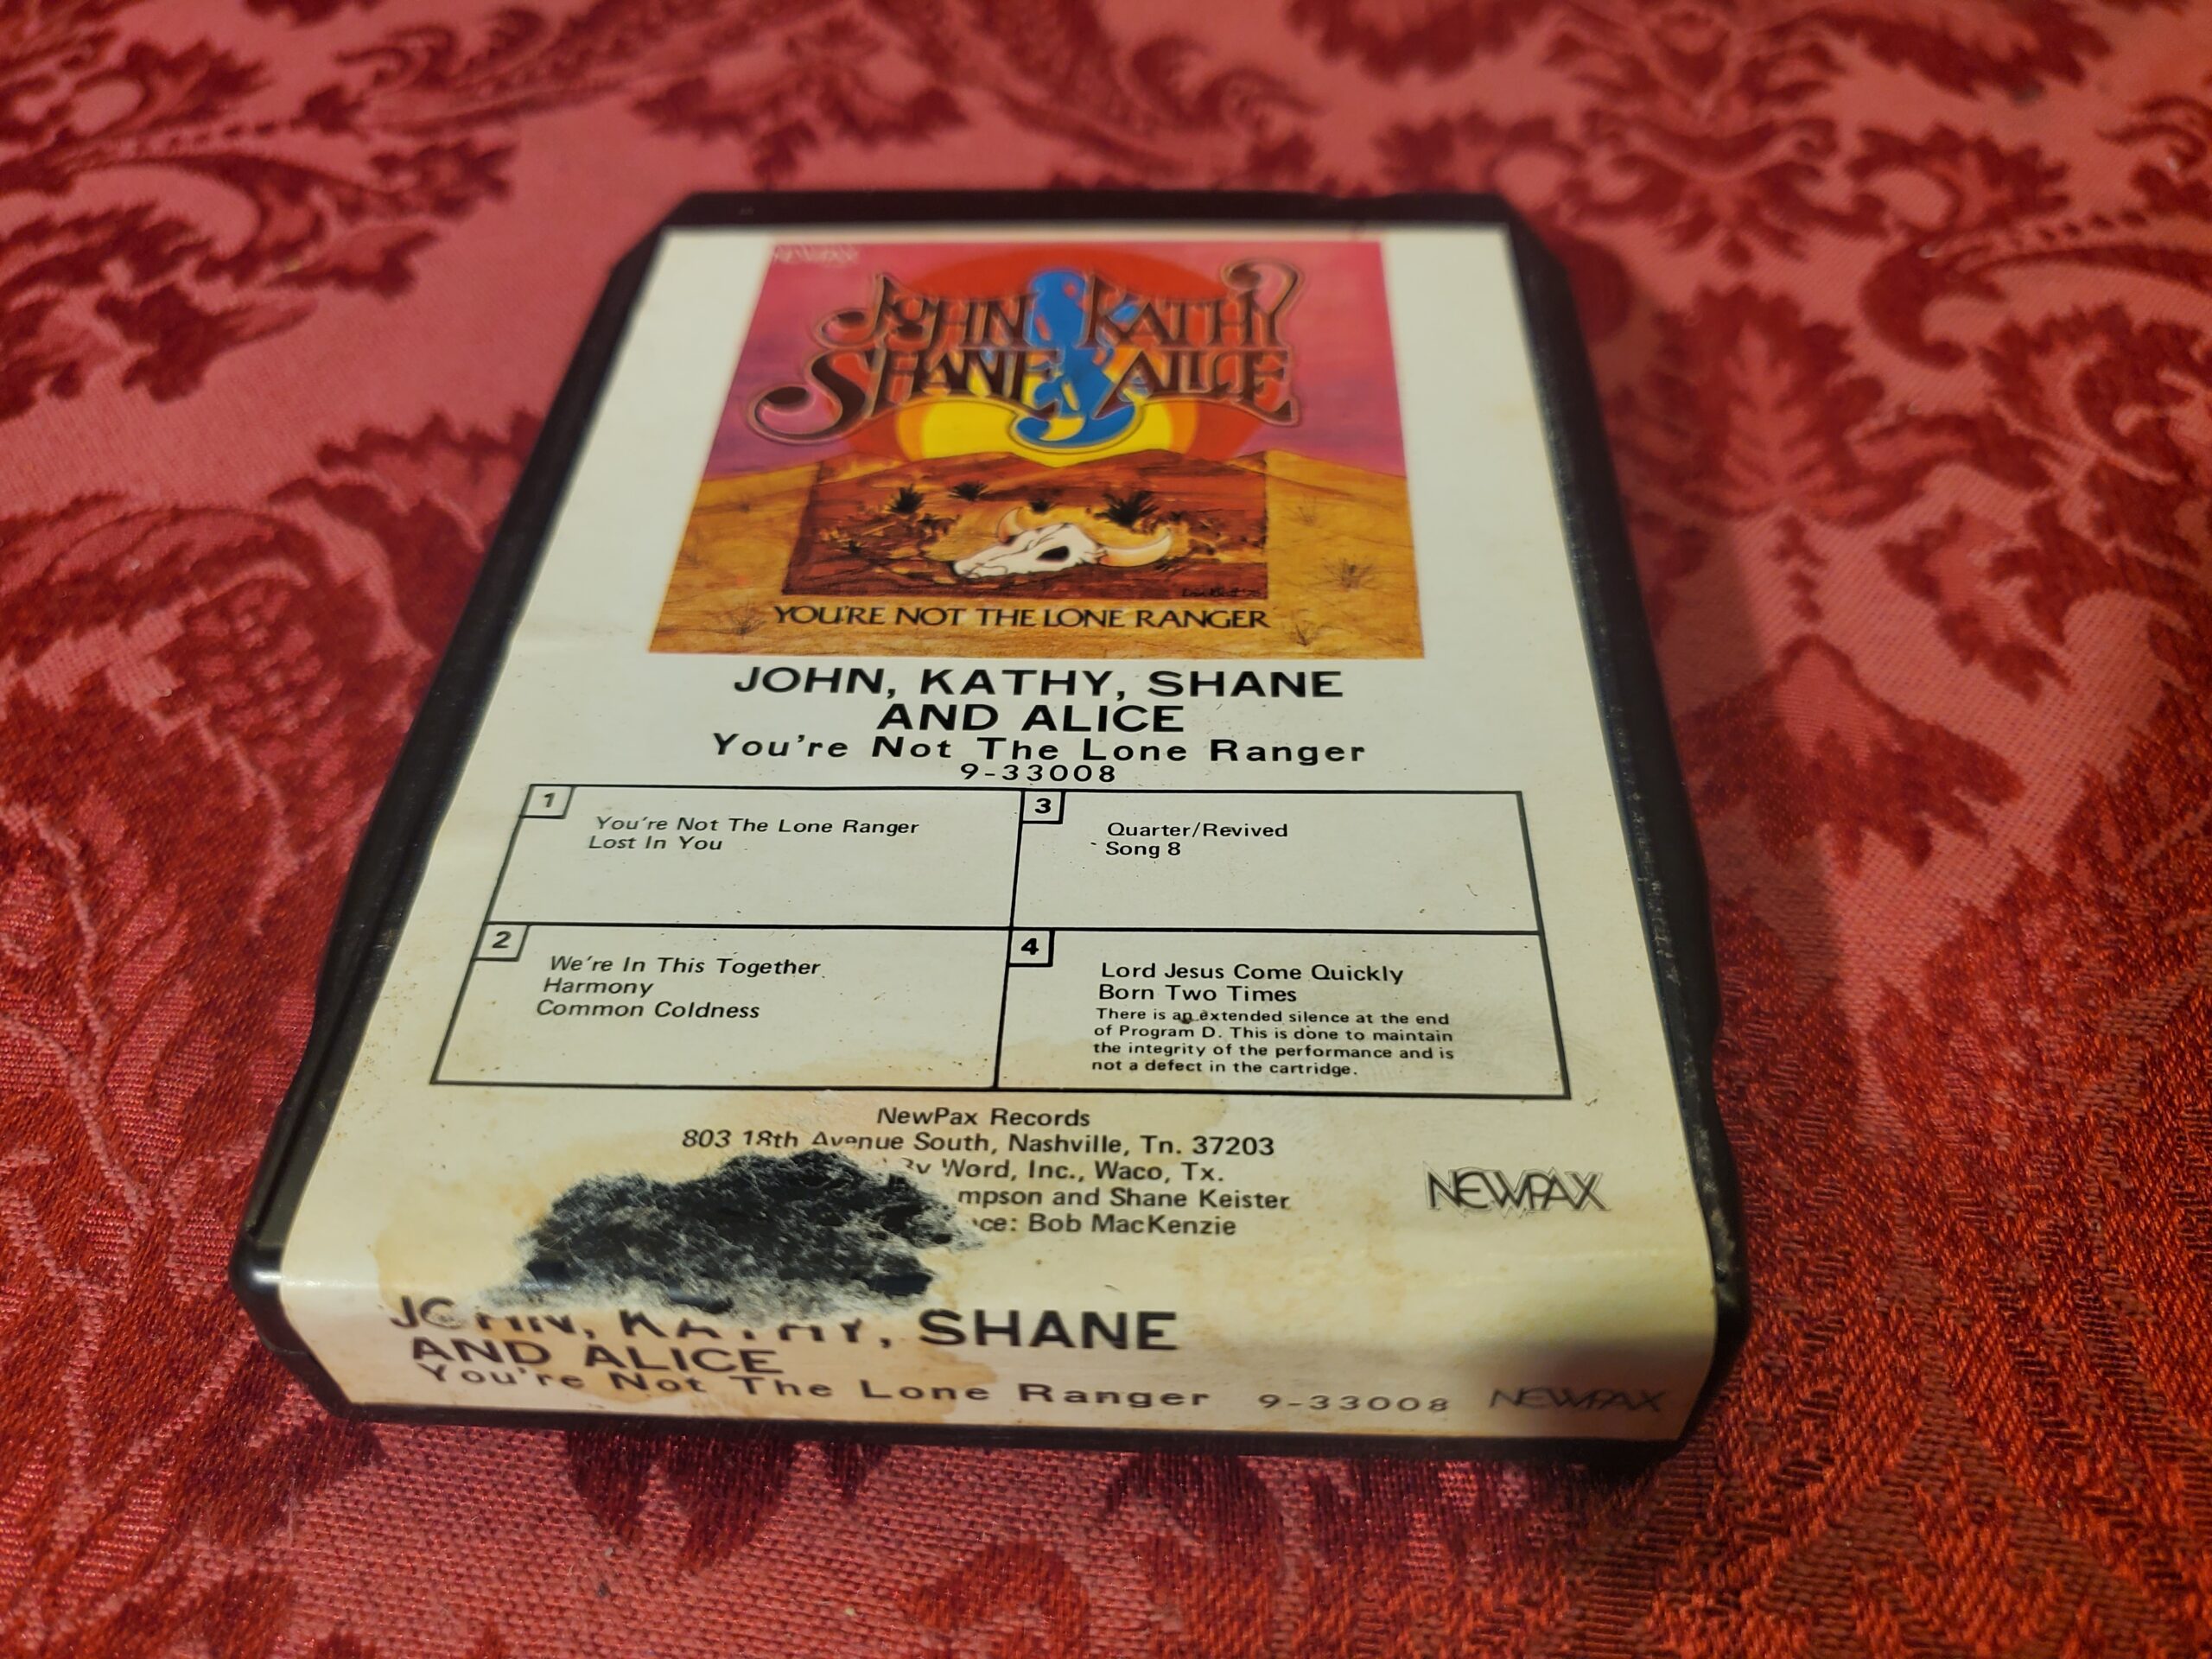 JOHN & KATHY
SHANE & ALICE
YOU'RE NOT THE LONE RANGER
JOHN, KATHY, SHANE
AND ALICE
You're Not The Lone Ranger
9-33008
1
You're Not The Lone Ranger
Lost In You
2
We're In This Together
Harmony
Common Coldness
3
Quarter/Revived
Song 8
4
Lord Jesus Come Quickly
Born Two Times
There is an extended silence at the end
of Program D. This is done to maintain
the integrity of the performance and is
not a defect in the cartridge.
NewPax Records
803 18th Avenue South, Nashville, Tn. 37203
By Word, Inc., Waco, Tx.
and Shane Keister
Bob MacKenzie
NEWPAX
JOHN, KATHY, SHANE
AND ALICE
You're Not The Lone Ranger 9-33008 NEWPAX